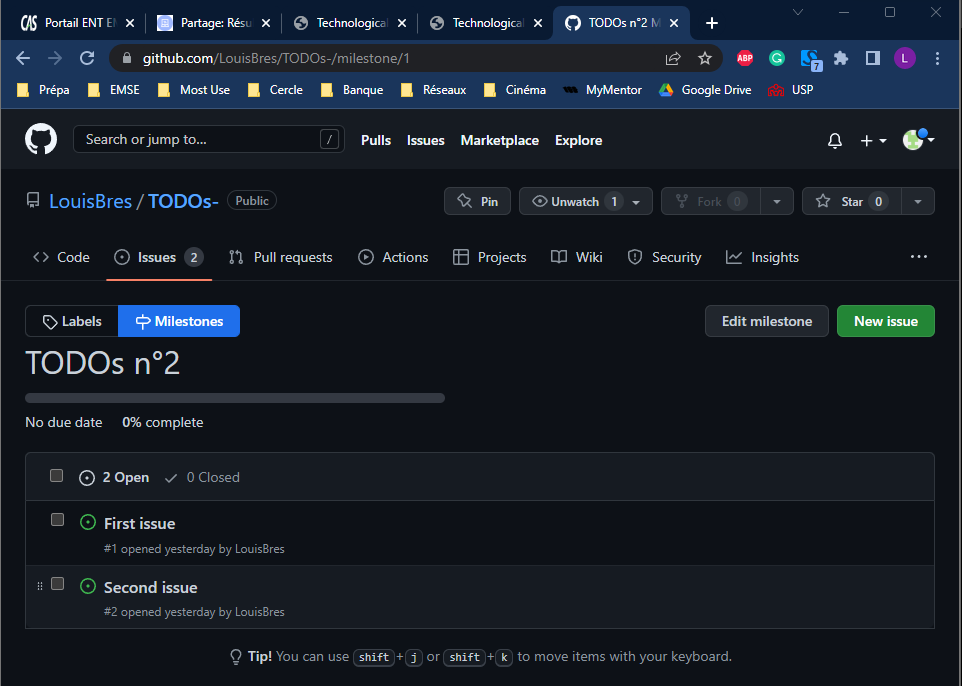 CAS Portail ENT E
Partage: Résu
Technological
Technological
TODOs n°2 M
github.com/LouisBres/TODOs-/milestone/1
ABP
G
7
L
Prépa
EMSE
Most Use
Cercle
Banque
Réseaux
Cinéma
MyMentor
Google Drive
USP
Search or jump to... /
Pulls
Issues
Marketplace
Explore
LouisBres / TODOs- Public
Pin
Unwatch 1
Fork 0
Star 0
Code
Issues 2
Pull requests
Actions
Projects
Wiki
Security
Insights
Labels
Milestones
Edit milestone
New issue
TODOs n°2
No due date 0% complete
2 Open 0 Closed
First issue
#1 opened yesterday by LouisBres
Second issue
#2 opened yesterday by LouisBres
Tip! You can use shift + j or shift + k to move items with your keyboard.